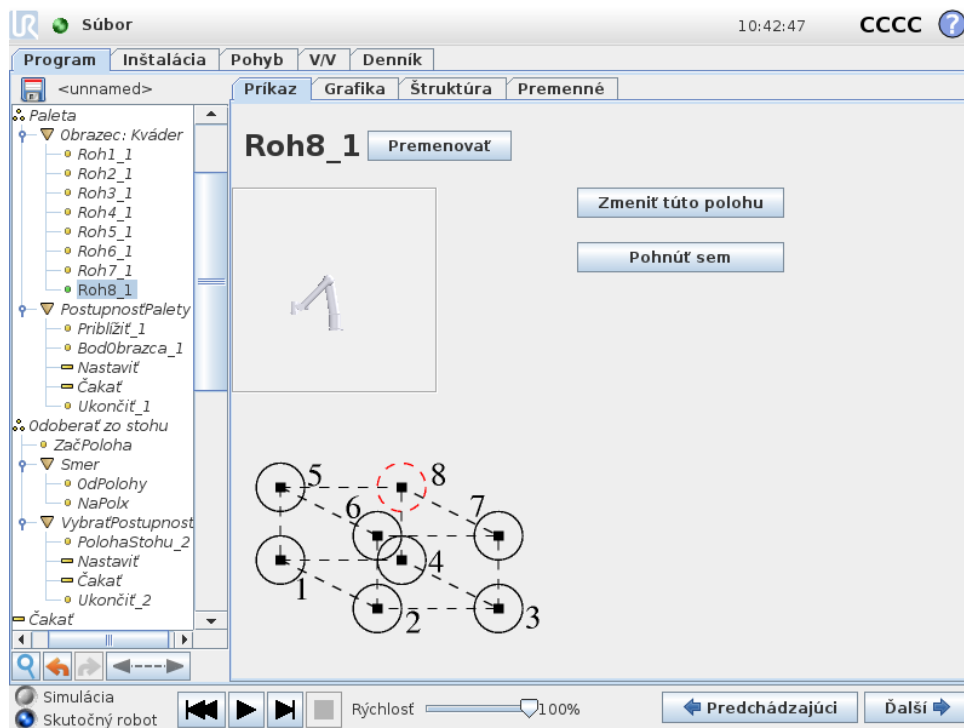 UR Súbor 10:42:47 CCCC ?
Program Inštalácia Pohyb V/V Denník
<unnamed>
Príkaz Grafika Štruktúra Premenné
Paleta
Obrazec: Kváder
Roh1_1
Roh2_1
Roh3_1
Roh4_1
Roh5_1
Roh6_1
Roh7_1
Roh8_1
PostupnosťPalety
Priblížiť_1
BodObrazca_1
Nastaviť
Čakať
Ukončiť_1
Odoberať zo stohu
ZačPoloha
Smer
OdPolohy
NaPolx
VybraťPostupnost
PolohaStohu_2
Nastaviť
Čakať
Ukončiť_2
Čakať
Roh8_1 Premenovať
Zmeniť túto polohu
Pohnúť sem
5 8
6 7
1 4
2 3
Simulácia
Skutočný robot
Rýchlosť 100%
Predchádzajúci Ďalší